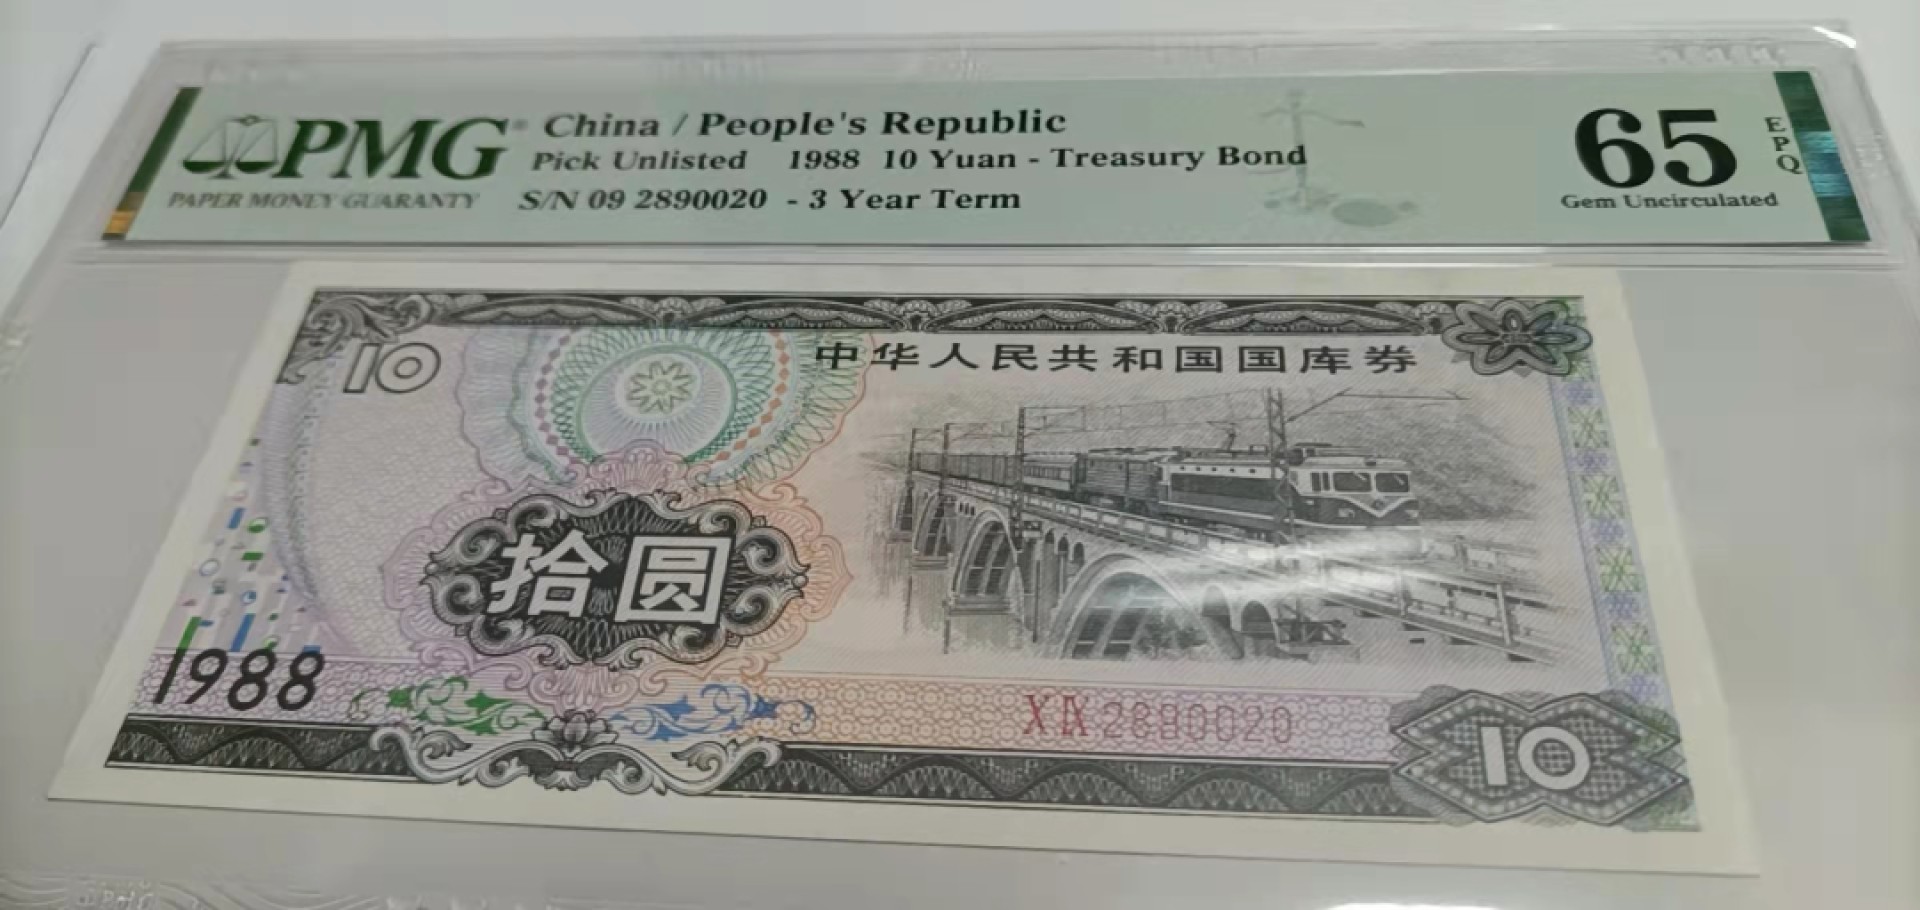 PMG® China / People's Republic
Pick Unlisted 1988 10 Yuan - Treasury Bond
PAPER MONEY GUARANTY S/N 09 2890020 - 3 Year Term
65
EPQ
Gem Uncirculated
10
中华人民共和国国库券
拾圆
1988
2890020
10